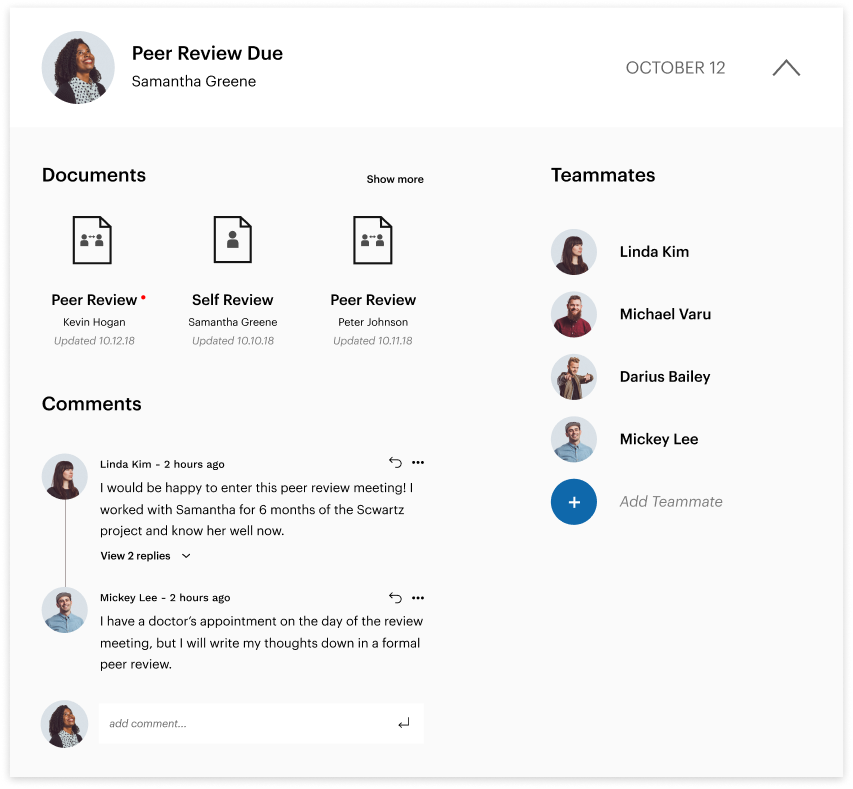 Peer Review Due
Samantha Greene
OCTOBER 12
Documents
Show more
Peer Review
Kevin Hogan
Updated 10.12.18
Self Review
Samantha Greene
Updated 10.10.18
Peer Review
Peter Johnson
Updated 10.11.18
Comments
Linda Kim - 2 hours ago
I would be happy to enter this peer review meeting! I
worked with Samantha for 6 months of the Scwartz
project and know her well now.
View 2 replies
Mickey Lee - 2 hours ago
I have a doctor’s appointment on the day of the review
meeting, but I will write my thoughts down in a formal
peer review.
add comment...
Teammates
Linda Kim
Michael Varu
Darius Bailey
Mickey Lee
Add Teammate